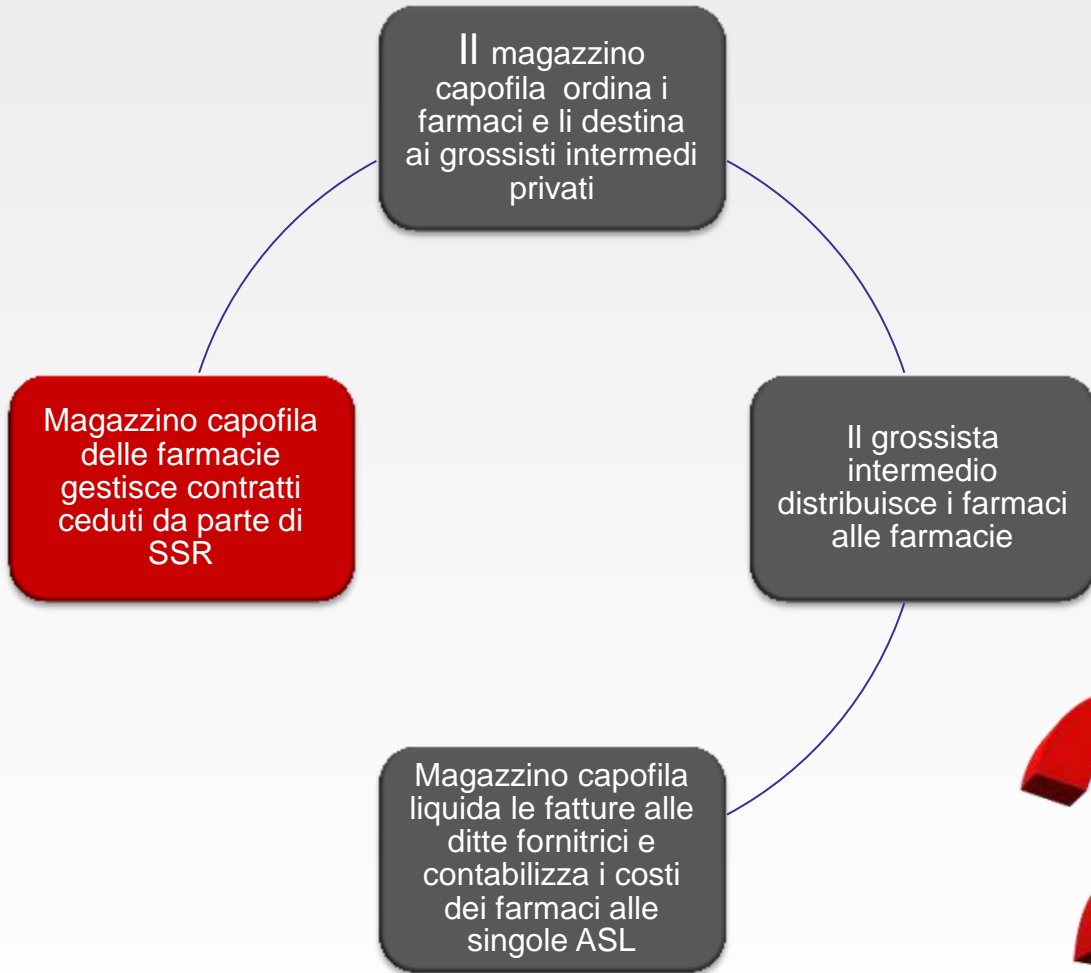 Il magazzino
capofila ordina i
farmaci e li destina
ai grossisti intermedi
privati
Magazzino capofila
delle farmacie
gestisce contratti
ceduti da parte di
SSR
Il grossista
intermedio
distribuisce i farmaci
alle farmacie
Magazzino capofila
liquida le fatture alle
ditte fornitrici e
contabilizza i costi
dei farmaci alle
singole ASL